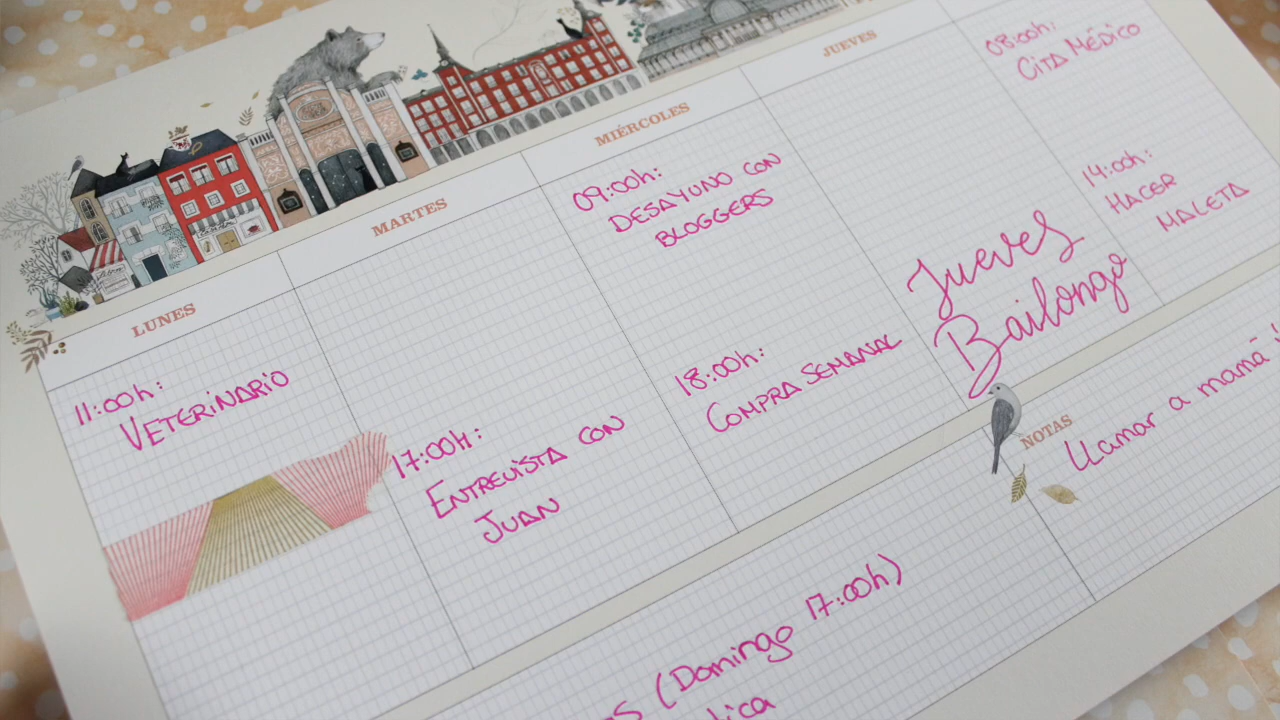 LUNES
11:00h:
VETERINARIO
MARTES
17:00H:
ENTREVISTA CON
JUAN
MIÉRCOLES
09:00h:
DESAYUNO CON
BLOGGERS
18:00h:
COMPRA SEMANAL
JUEVES
Jueves
Bailongo
08:00h:
CITA MÉDICO
14:00h:
HACER
MALETA
NOTAS
Llamar a mamá
(Domingo 17:00h)